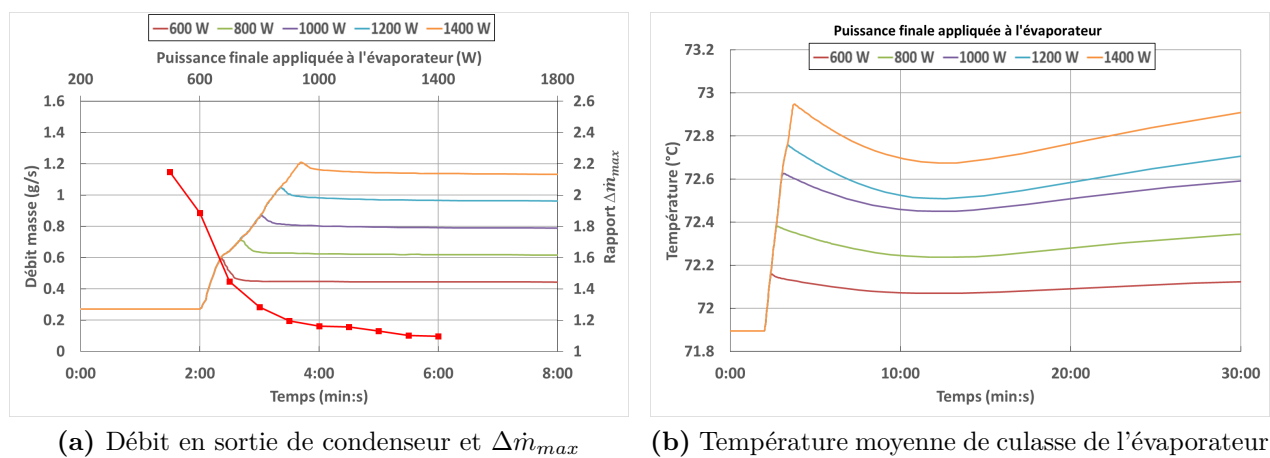 600 W 800 W 1000 W 1200 W 1400 W
Puissance finale appliquée à l'évaporateur (W)
200 600 1000 1400 1800
1.6 2.6
1.4 2.4
1.2 2.2
1 2
0.8 1.8
0.6 1.6
0.4 1.4
0.2 1.2
0 1
Débit masse (g/s)
Rapport Δṁmax
0:00 2:00 4:00 6:00 8:00
Temps (min:s)
(a) Débit en sortie de condenseur et Δṁmax
Puissance finale appliquée à l'évaporateur
600 W 800 W 1000 W 1200 W 1400 W
73.2
73
72.8
72.6
72.4
72.2
72
71.8
Température (°C)
0:00 10:00 20:00 30:00
Temps (min:s)
(b) Température moyenne de culasse de l'évaporateur